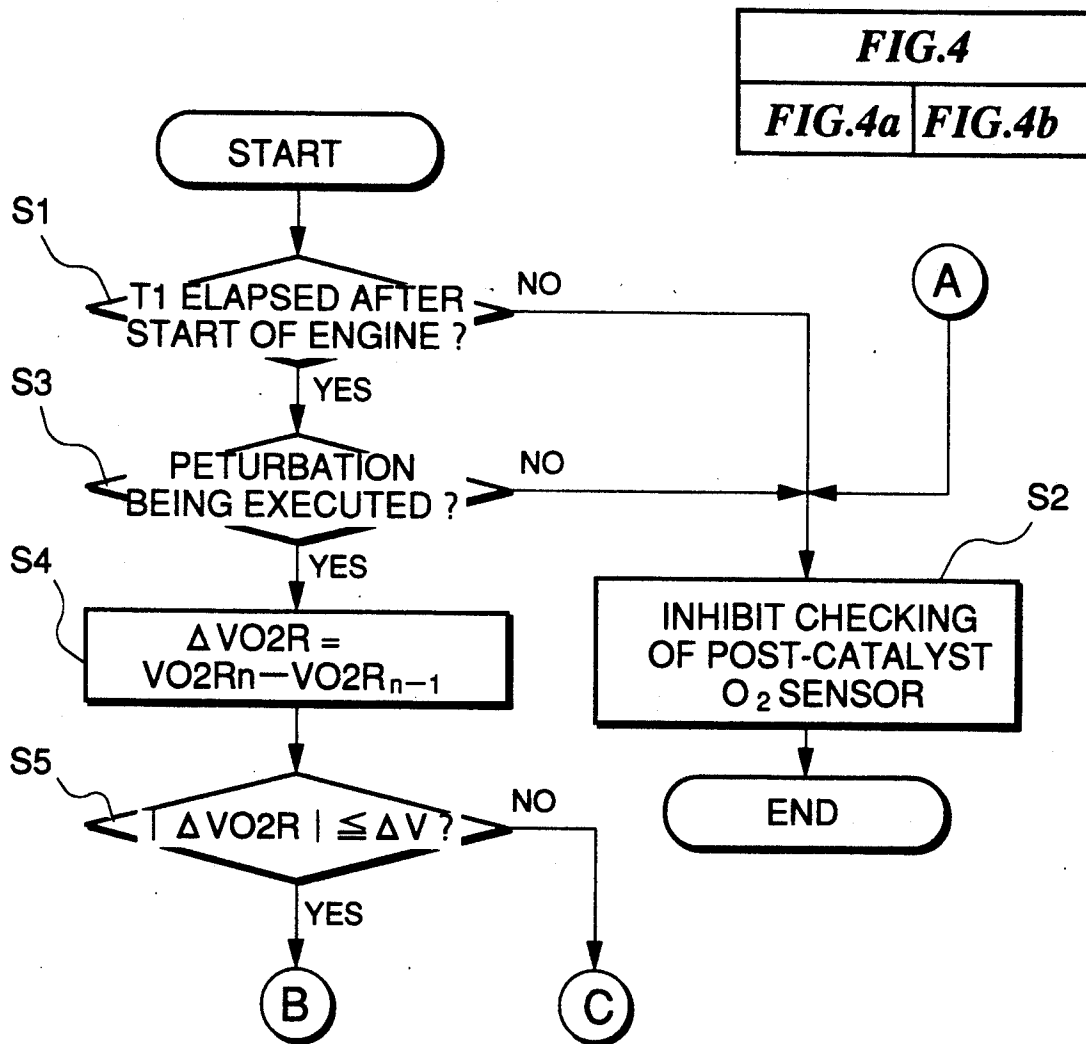 FIG.4
FIG.4a FIG.4b
START
S1
T1 ELAPSED AFTER
START OF ENGINE ?
NO
YES
A
S3
PETURBATION
BEING EXECUTED ?
NO
YES
S2
INHIBIT CHECKING
OF POST-CATALYST
O₂ SENSOR
S4
ΔVO2R =
VO2Rn−VO2Rₙ₋₁
END
S5
| ΔVO2R | ≦ ΔV ?
NO
YES
B
C